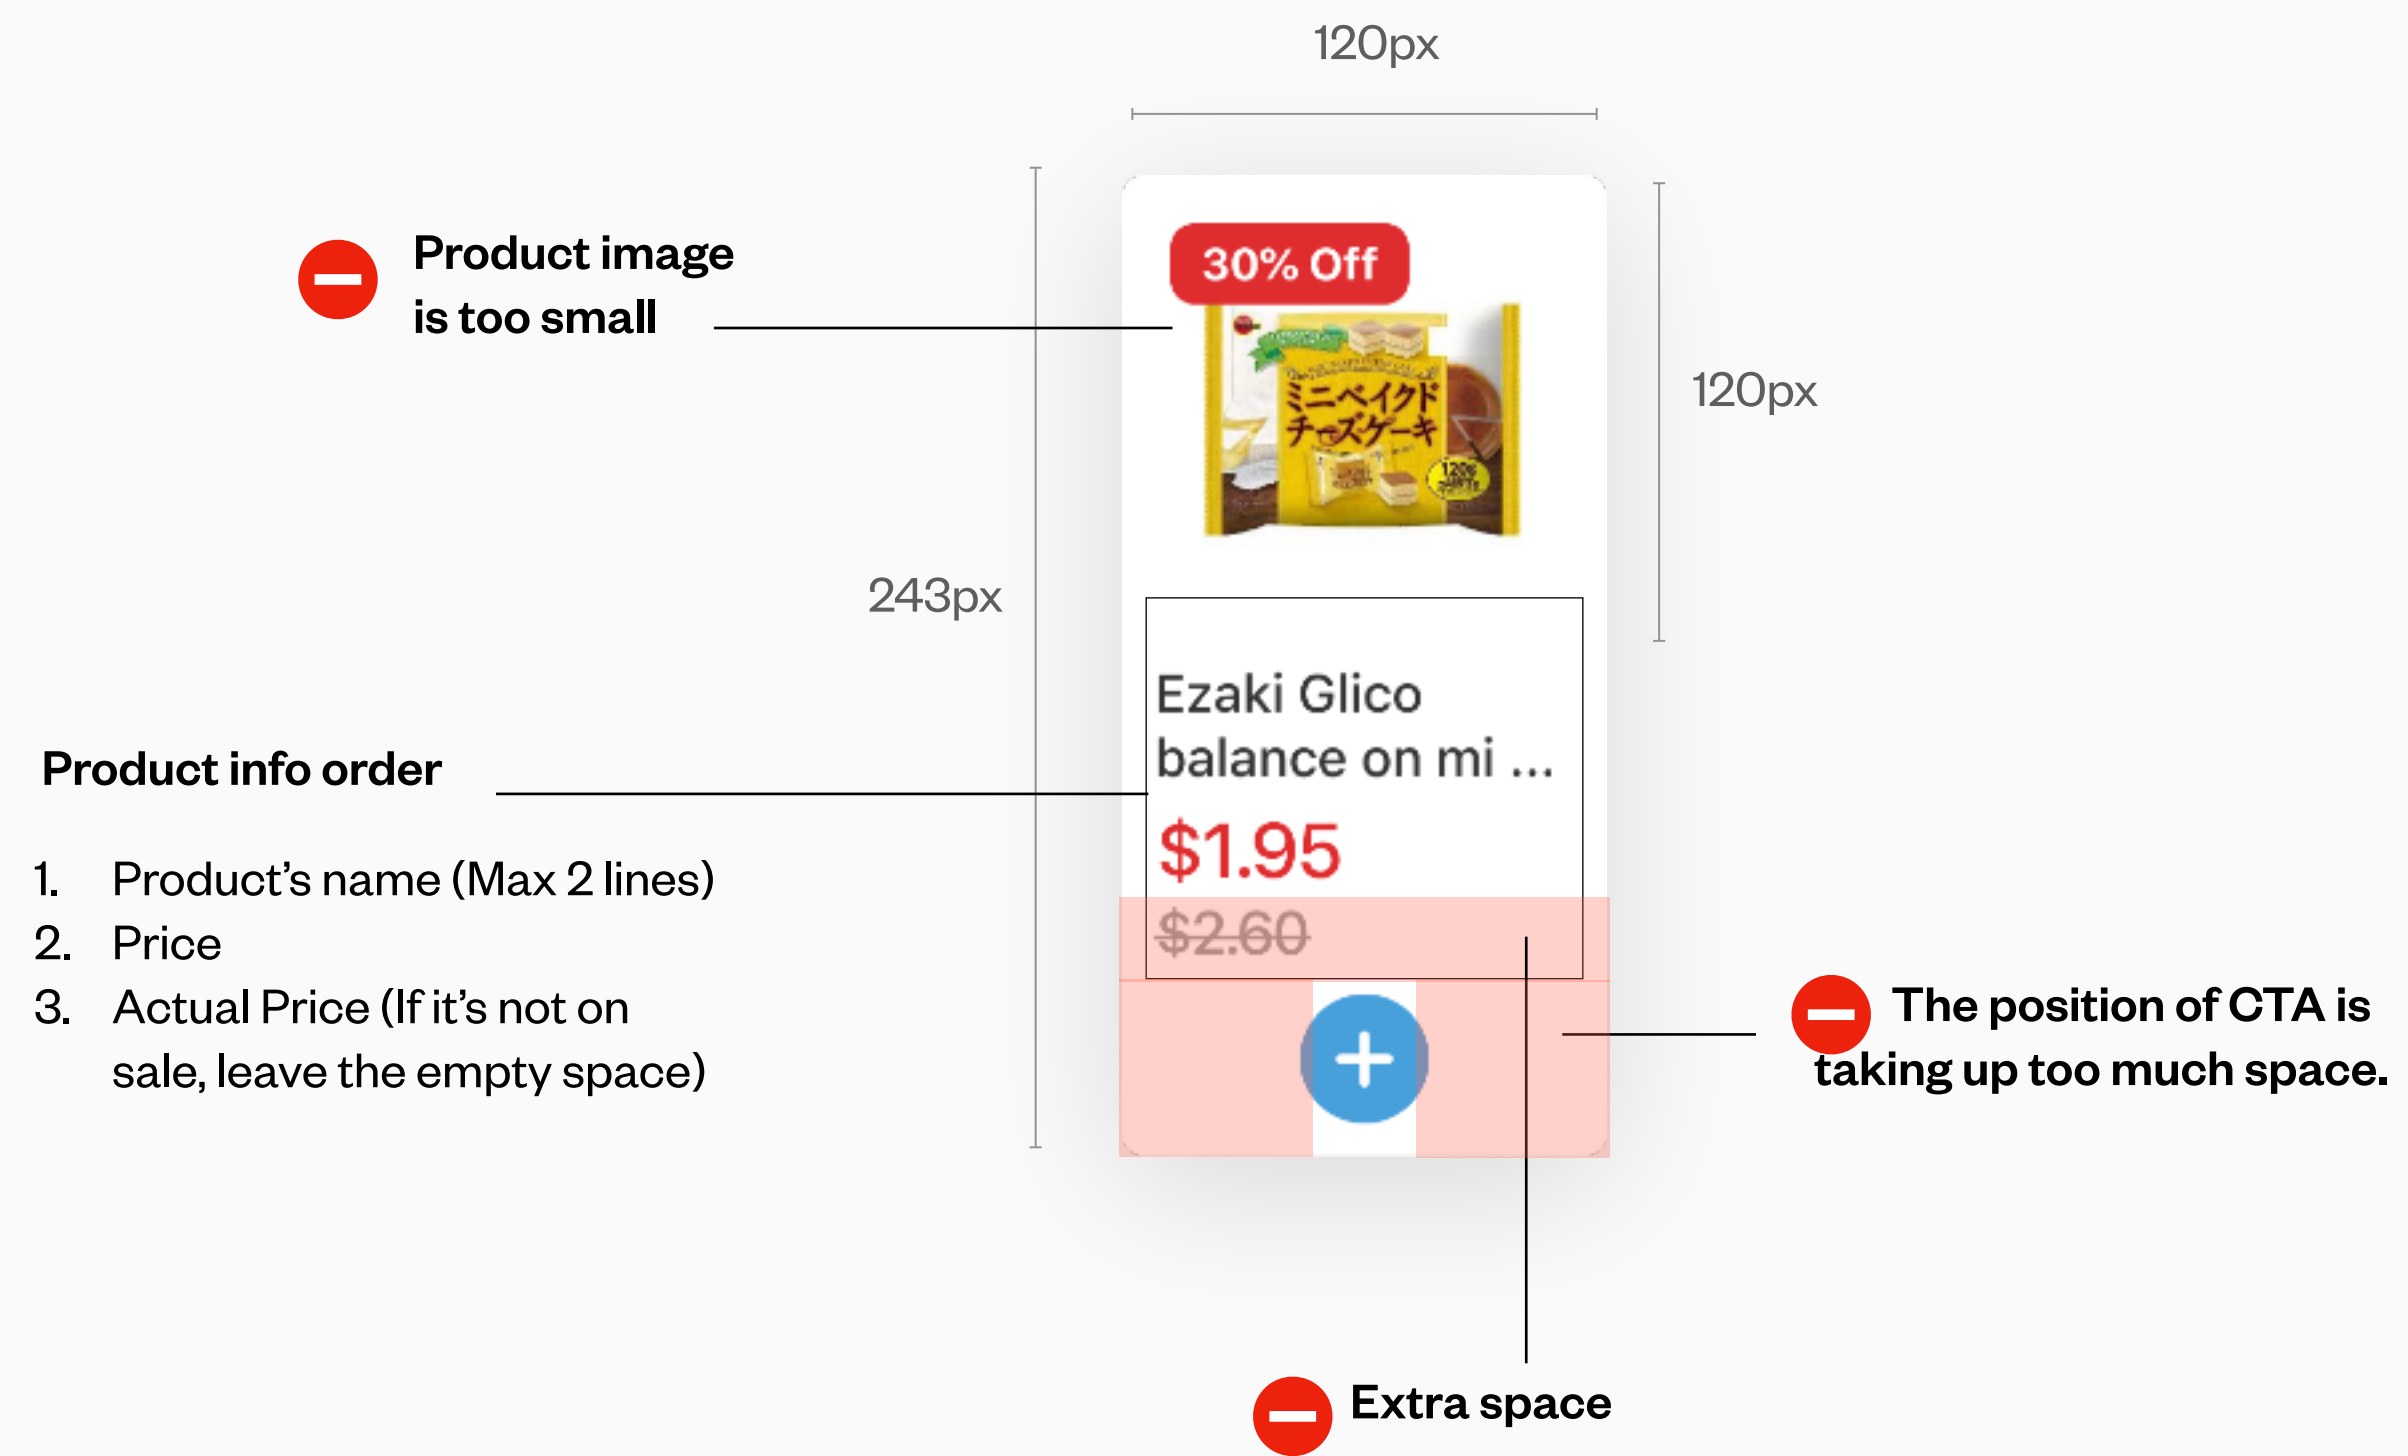 120px
Product image
is too small
30% Off
ミニベイクド
チーズケーキ
120g
120px
243px
Ezaki Glico
balance on mi ...
$1.95
$2.60
Product info order
1. Product's name (Max 2 lines)
2. Price
3. Actual Price (If it's not on
sale, leave the empty space)
The position of CTA is
taking up too much space.
Extra space